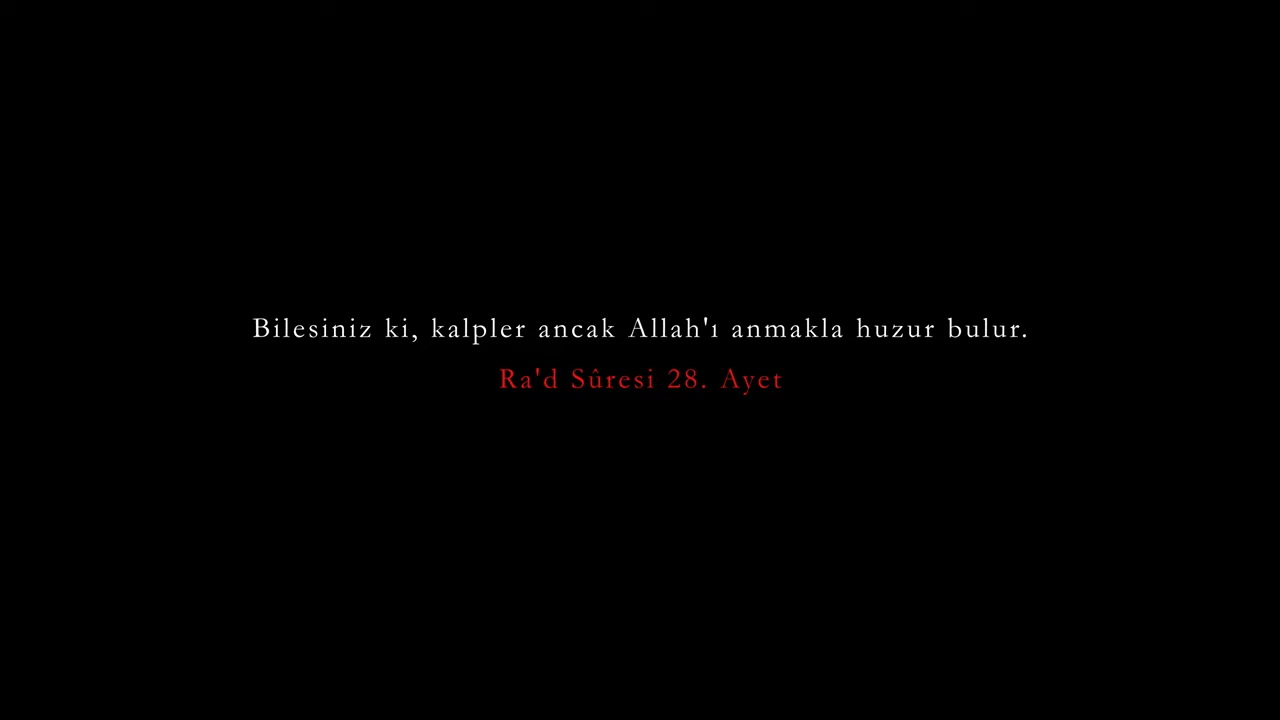 Bilesiniz ki, kalpler ancak Allah'ı anmakla huzur bulur.
Ra'd Sûresi 28. Ayet